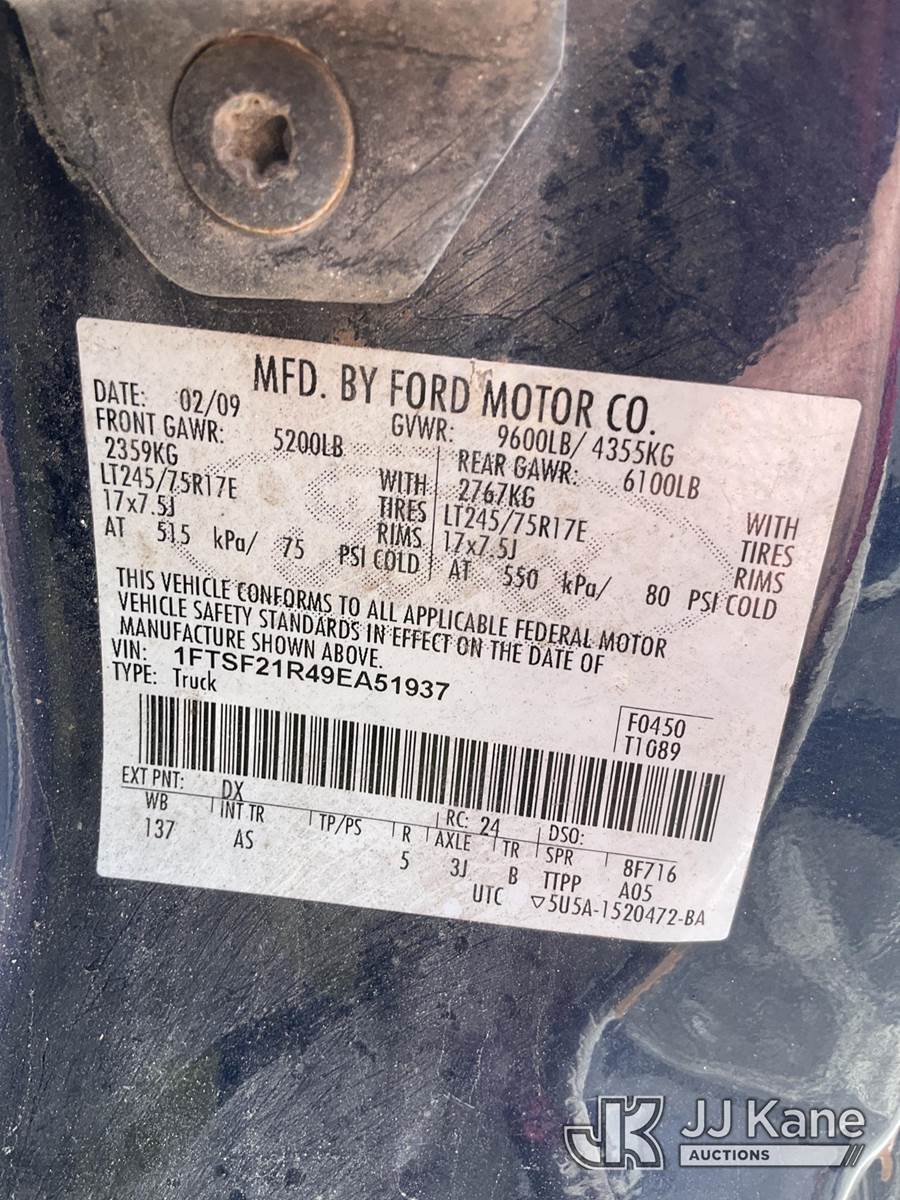 MFD. BY FORD MOTOR CO.
DATE: 02/09 GVWR: 9600LB/ 4355KG
FRONT GAWR: 5200LB REAR GAWR: 6100LB
2359KG WITH 2767KG WITH
LT245/75R17E TIRES LT245/75R17E TIRES
17x7.5J RIMS 17x7.5J RIMS
AT 515 kPa/ 75 PSI COLD AT 550 kPa/ 80 PSI COLD
THIS VEHICLE CONFORMS TO ALL APPLICABLE FEDERAL MOTOR
VEHICLE SAFETY STANDARDS IN EFFECT ON THE DATE OF
MANUFACTURE SHOWN ABOVE.
VIN: 1FTSF21R49EA51937
TYPE: Truck
F0450
T1089
EXT PNT: DX RC: 24 DSO:
WB INT TR TP/PS R AXLE TR SPR 8F716
137 AS 5 3J B TTPP A05
UTC ▽5U5A-1520472-BA
JK JJ Kane
AUCTIONS